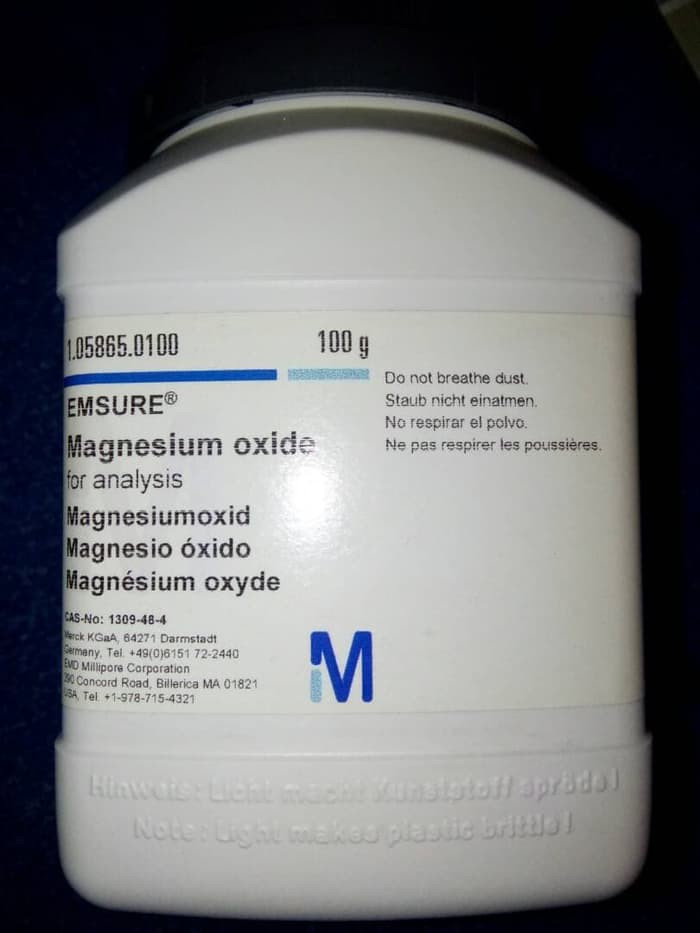 1.05865.0100
100 g
EMSURE®
Magnesium oxide
for analysis
Magnesiumoxid
Magnesio óxido
Magnésium oxyde
CAS-No: 1309-48-4
Merck KGaA, 64271 Darmstadt
Germany, Tel. +49(0)6151 72-2440
EMD Millipore Corporation
290 Concord Road, Billerica MA 01821
USA, Tel. +1-978-715-4321
Do not breathe dust.
Staub nicht einatmen.
No respirar el polvo.
Ne pas respirer les poussières.
M
Hinweis: Licht macht Kunststoff spröde!
Note: Light makes plastic brittle!